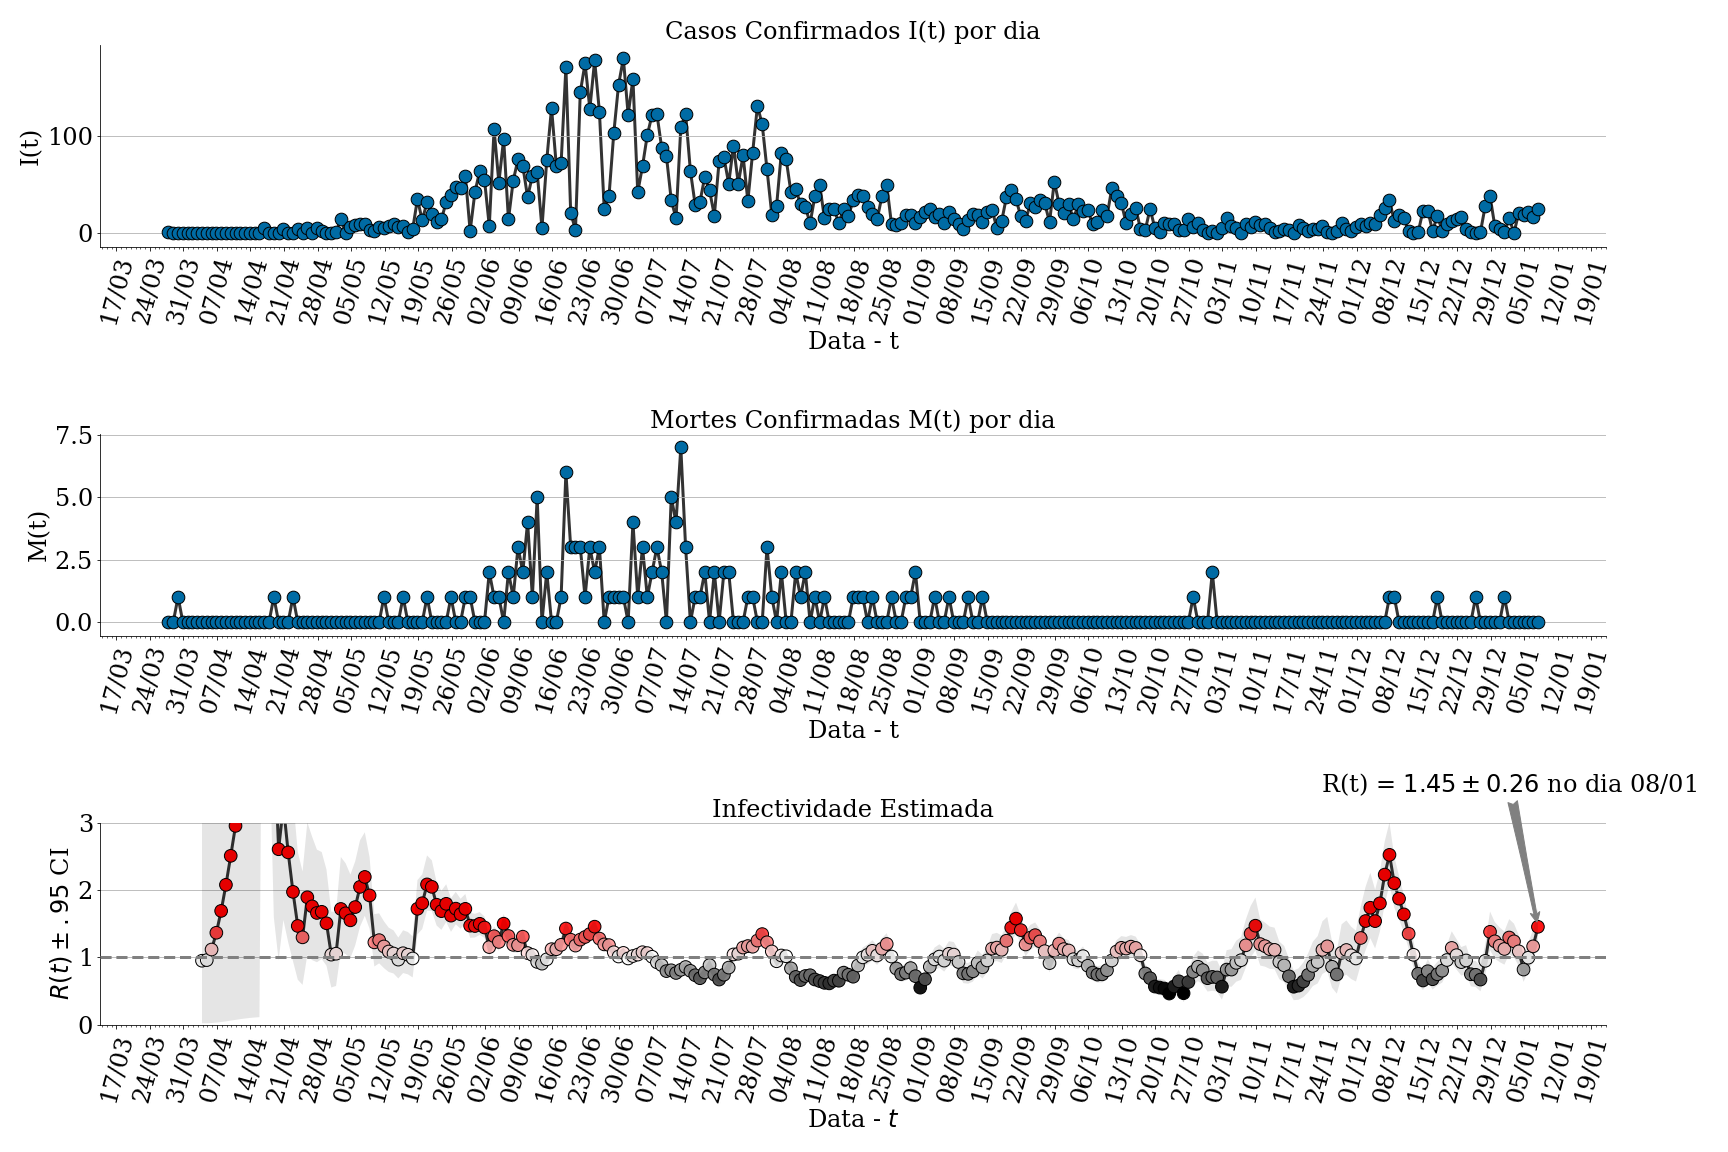 Casos Confirmados I(t) por dia
I(t)
100
0
17/03 24/03 31/03 07/04 14/04 21/04 28/04 05/05 12/05 19/05 26/05 02/06 09/06 16/06 23/06 30/06 07/07 14/07 21/07 28/07 04/08 11/08 18/08 25/08 01/09 08/09 15/09 22/09 29/09 06/10 13/10 20/10 27/10 03/11 10/11 17/11 24/11 01/12 08/12 15/12 22/12 29/12 05/01 12/01 19/01
Data - t
Mortes Confirmadas M(t) por dia
M(t)
7.5
5.0
2.5
0.0
17/03 24/03 31/03 07/04 14/04 21/04 28/04 05/05 12/05 19/05 26/05 02/06 09/06 16/06 23/06 30/06 07/07 14/07 21/07 28/07 04/08 11/08 18/08 25/08 01/09 08/09 15/09 22/09 29/09 06/10 13/10 20/10 27/10 03/11 10/11 17/11 24/11 01/12 08/12 15/12 22/12 29/12 05/01 12/01 19/01
Data - t
R(t) = 1.45 ± 0.26 no dia 08/01
Infectividade Estimada
R(t) ± .95 CI
3
2
1
0
17/03 24/03 31/03 07/04 14/04 21/04 28/04 05/05 12/05 19/05 26/05 02/06 09/06 16/06 23/06 30/06 07/07 14/07 21/07 28/07 04/08 11/08 18/08 25/08 01/09 08/09 15/09 22/09 29/09 06/10 13/10 20/10 27/10 03/11 10/11 17/11 24/11 01/12 08/12 15/12 22/12 29/12 05/01 12/01 19/01
Data - t